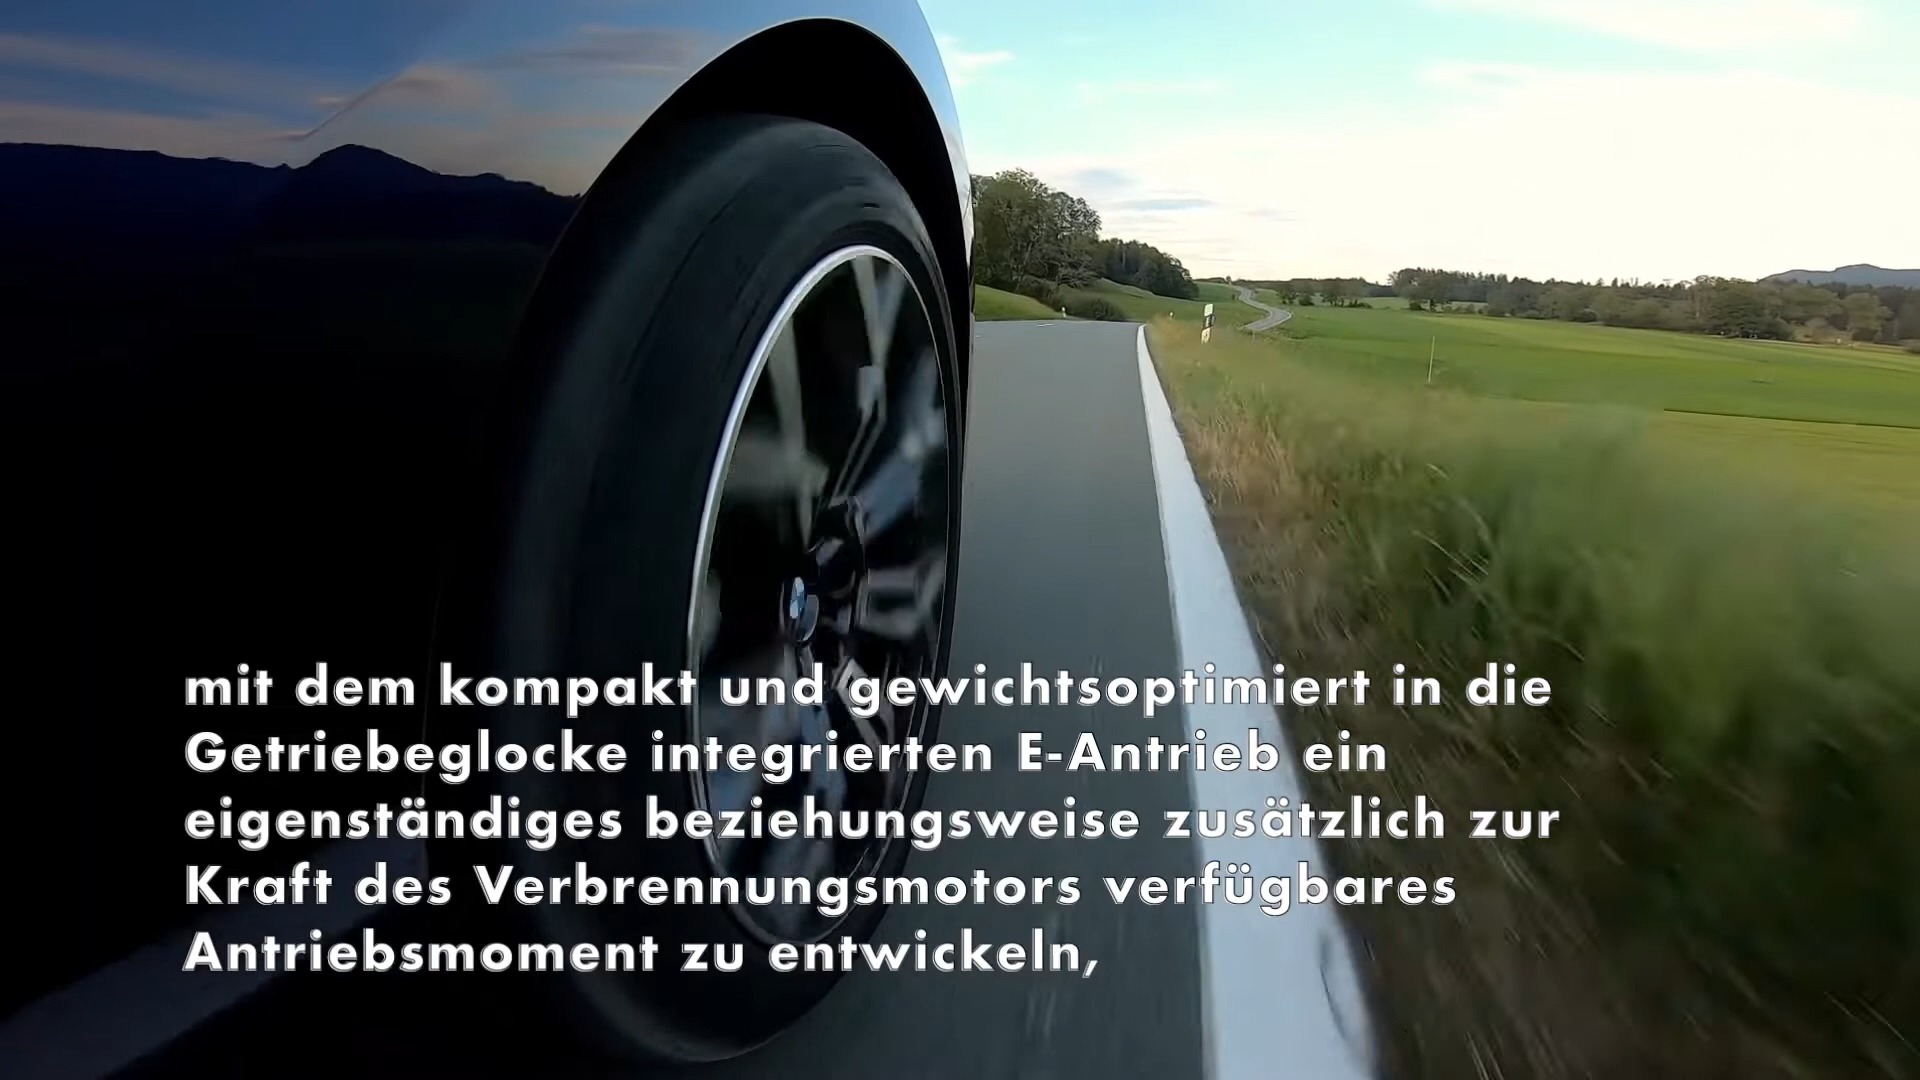 mit dem kompakt und gewichtsoptimiert in die
Getriebeglocke integrierten E-Antrieb ein
eigenständiges beziehungsweise zusätzlich zur
Kraft des Verbrennungsmotors verfügbares
Antriebsmoment zu entwickeln,